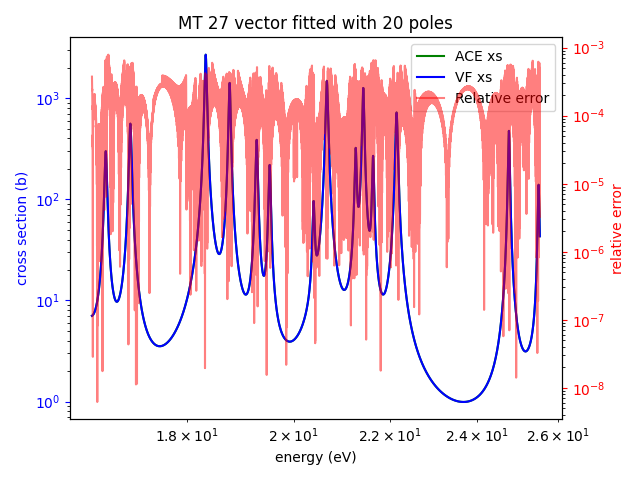 MT 27 vector fitted with 20 poles
ACE xs
VF xs
Relative error
cross section (b)
10³
10²
10¹
10⁰
relative error
10⁻³
10⁻⁴
10⁻⁵
10⁻⁶
10⁻⁷
10⁻⁸
1.8 × 10¹
2 × 10¹
2.2 × 10¹
2.4 × 10¹
2.6 × 10¹
energy (eV)